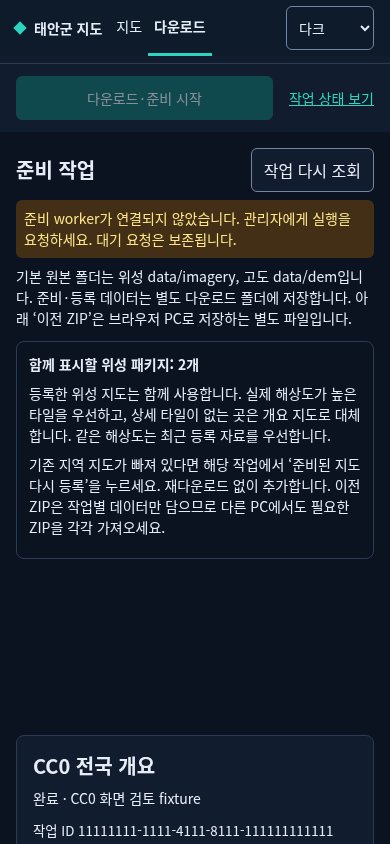 태안군 지도 지도 다운로드 다크
다운로드·준비 시작 작업 상태 보기
준비 작업 작업 다시 조회
준비 worker가 연결되지 않았습니다. 관리자에게 실행을
요청하세요. 대기 요청은 보존됩니다.
기본 원본 폴더는 위성 data/imagery, 고도 data/dem입니
다. 준비·등록 데이터는 별도 다운로드 폴더에 저장합니다. 아
래 ‘이전 ZIP’은 브라우저 PC로 저장하는 별도 파일입니다.
함께 표시할 위성 패키지: 2개
등록한 위성 지도는 함께 사용합니다. 실제 해상도가 높은
타일을 우선하고, 상세 타일이 없는 곳은 개요 지도로 대체
합니다. 같은 해상도는 최근 등록 자료를 우선합니다.
기존 지역 지도가 빠져 있다면 해당 작업에서 ‘준비된 지도
다시 등록’을 누르세요. 재다운로드 없이 추가합니다. 이전
ZIP은 작업별 데이터만 담으므로 다른 PC에서도 필요한
ZIP을 각각 가져오세요.
CC0 전국 개요
완료 · CC0 화면 검토 fixture
작업 ID 11111111-1111-4111-8111-111111111111